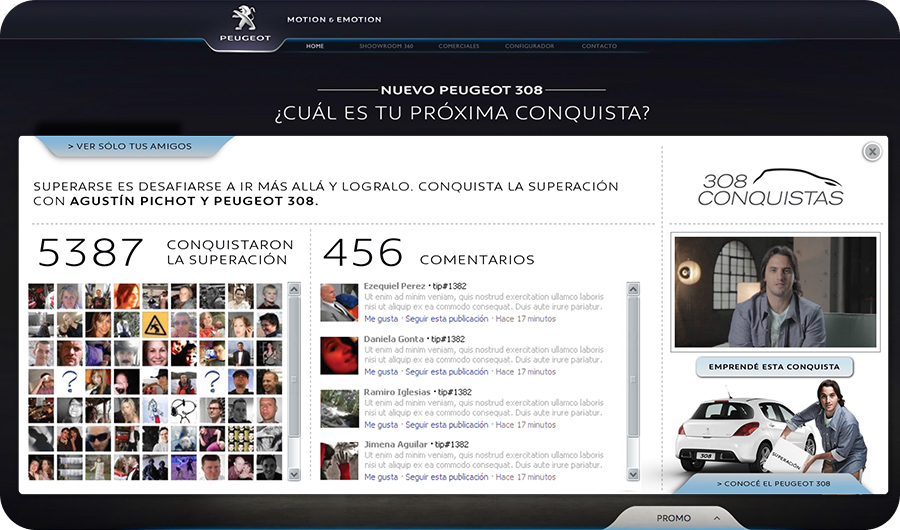 PEUGEOT
MOTION & EMOTION
HOME SHOOWROOM 360 COMERCIALES CONFIGURADOR CONTACTO
NUEVO PEUGEOT 308
¿CUÁL ES TU PRÓXIMA CONQUISTA?
> VER SÓLO TUS AMIGOS
SUPERARSE ES DESAFIARSE A IR MÁS ALLÁ Y LOGRALO. CONQUISTA LA SUPERACIÓN
CON AGUSTÍN PICHOT Y PEUGEOT 308.
5387 CONQUISTARON
LA SUPERACIÓN
456 COMENTARIOS
Ezequiel Perez • tip#1382
Ut enim ad minim veniam, quis nostrud exercitation ullamco laboris
nisi ut aliquip ex ea commodo consequat. Duis aute irure pariatur.
Me gusta · Seguir esta publicación · Hace 17 minutos
Daniela Gonta • tip#1382
Ut enim ad minim veniam, quis nostrud exercitation ullamco laboris
nisi ut aliquip ex ea commodo consequat. Duis aute irure pariatur.
Me gusta · Seguir esta publicación · Hace 17 minutos
Ramiro Iglesias • tip#1382
Ut enim ad minim veniam, quis nostrud exercitation ullamco laboris
nisi ut aliquip ex ea commodo consequat. Duis aute irure pariatur.
Me gusta · Seguir esta publicación · Hace 17 minutos
Jimena Aguilar • tip#1382
Ut enim ad minim veniam, quis nostrud exercitation ullamco laboris
nisi ut aliquip ex ea commodo consequat. Duis aute irure pariatur.
Me gusta · Seguir esta publicación · Hace 17 minutos
? ?
308
CONQUISTAS
EMPRENDÉ ESTA CONQUISTA
308
SUPERACIÓN
> CONOCÉ EL PEUGEOT 308
PROMO